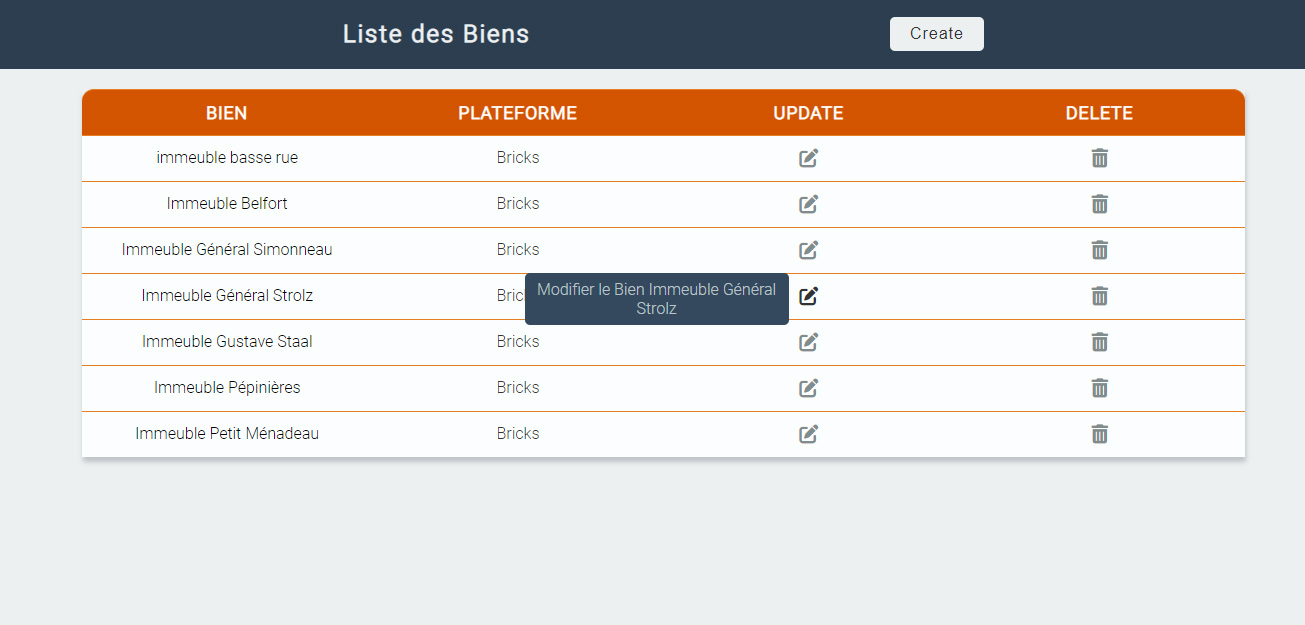 Liste des Biens
Create
BIEN PLATEFORME UPDATE DELETE
immeuble basse rue Bricks
Immeuble Belfort Bricks
Immeuble Général Simonneau Bricks
Immeuble Général Strolz Bric
Modifier le Bien Immeuble Général
Strolz
Immeuble Gustave Staal Bricks
Immeuble Pépinières Bricks
Immeuble Petit Ménadeau Bricks